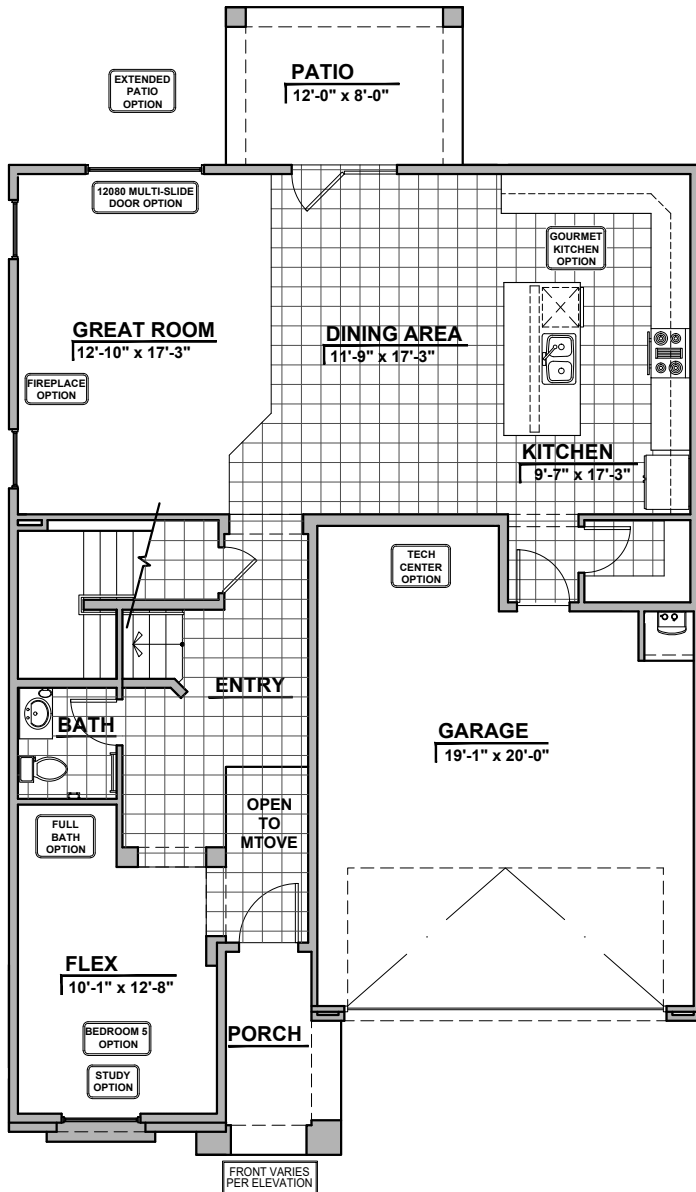 PATIO
12'-0" x 8'-0"
EXTENDED
PATIO
OPTION
12080 MULTI-SLIDE
DOOR OPTION
GOURMET
KITCHEN
OPTION
GREAT ROOM
12'-10" x 17'-3"
DINING AREA
11'-9" x 17'-3"
FIREPLACE
OPTION
KITCHEN
9'-7" x 17'-3"
TECH
CENTER
OPTION
ENTRY
BATH
GARAGE
19'-1" x 20'-0"
OPEN
TO
MTOVE
FULL
BATH
OPTION
FLEX
10'-1" x 12'-8"
BEDROOM 5
OPTION
PORCH
STUDY
OPTION
FRONT VARIES
PER ELEVATION